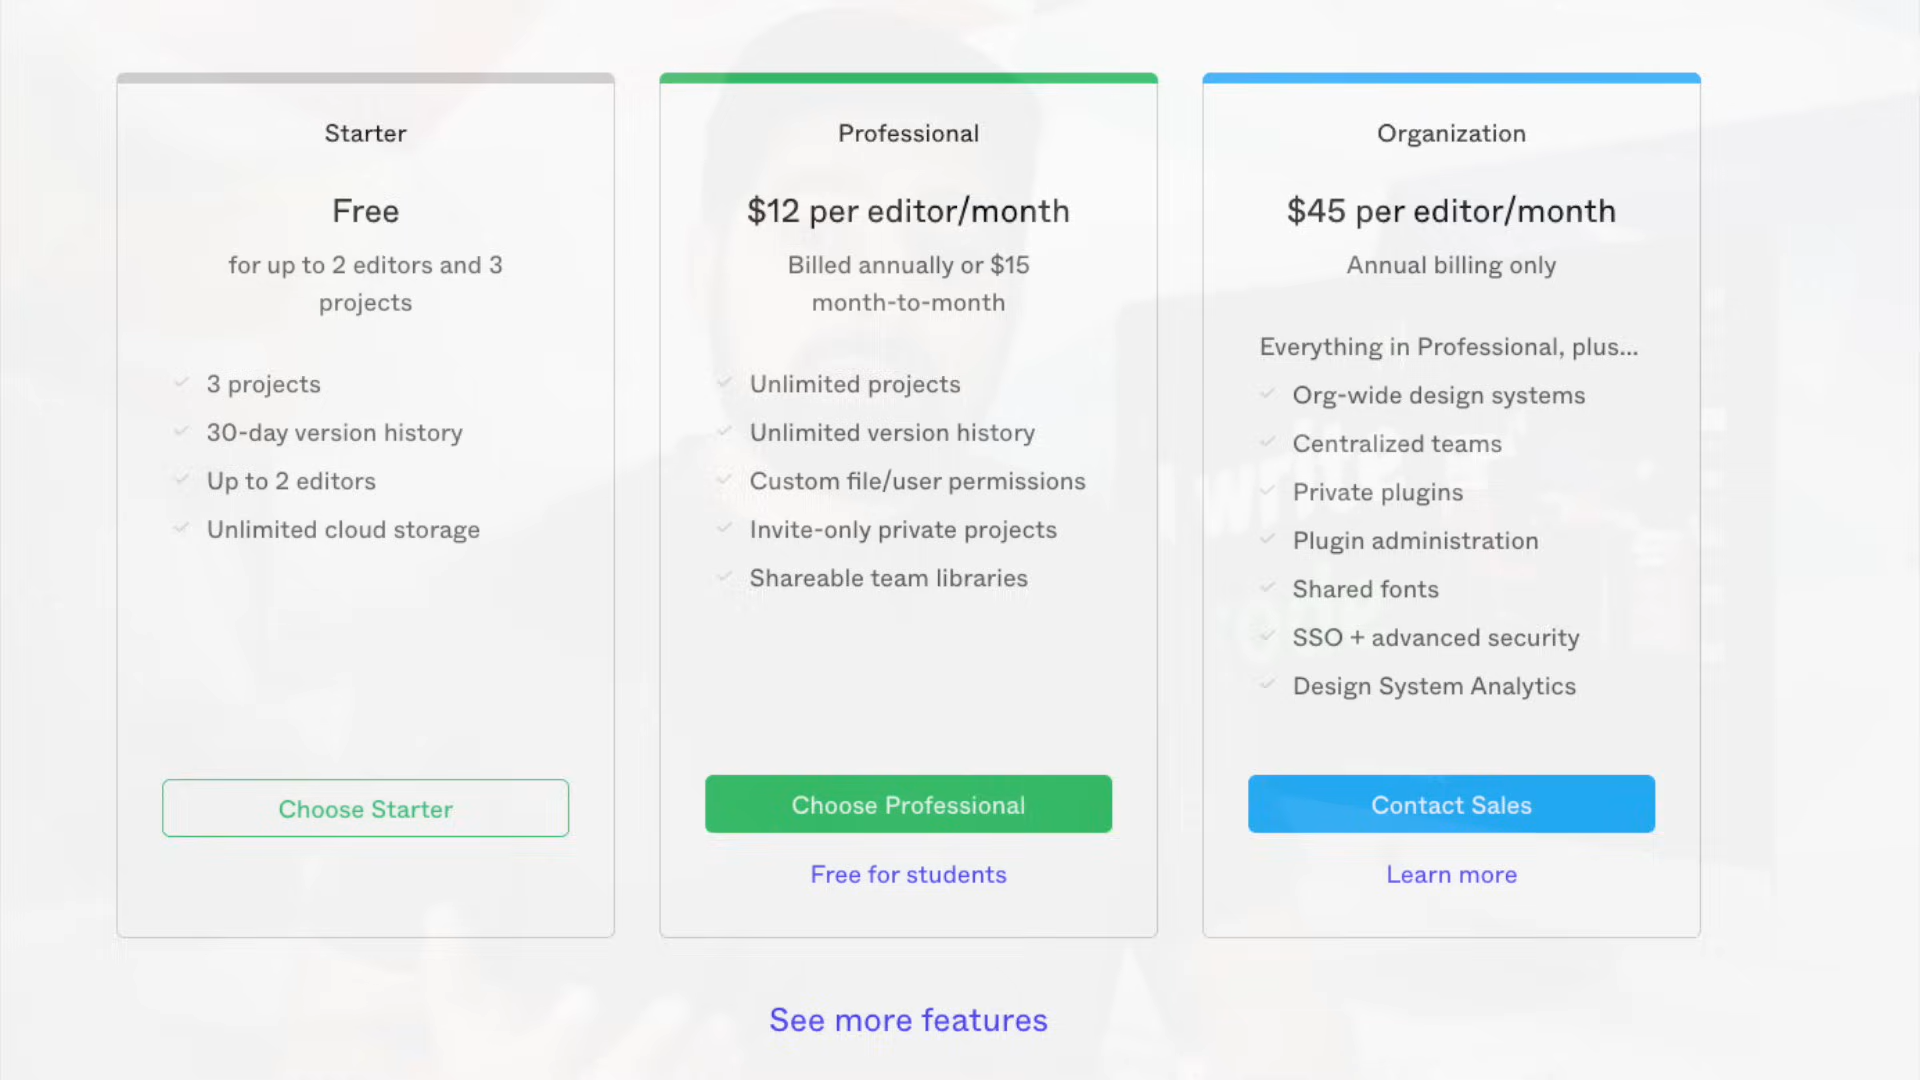 Starter
Free
for up to 2 editors and 3
projects
3 projects
30-day version history
Up to 2 editors
Unlimited cloud storage
Choose Starter
Professional
$12 per editor/month
Billed annually or $15
month-to-month
Unlimited projects
Unlimited version history
Custom file/user permissions
Invite-only private projects
Shareable team libraries
Choose Professional
Free for students
Organization
$45 per editor/month
Annual billing only
Everything in Professional, plus...
Org-wide design systems
Centralized teams
Private plugins
Plugin administration
Shared fonts
SSO + advanced security
Design System Analytics
Contact Sales
Learn more
See more features
I write